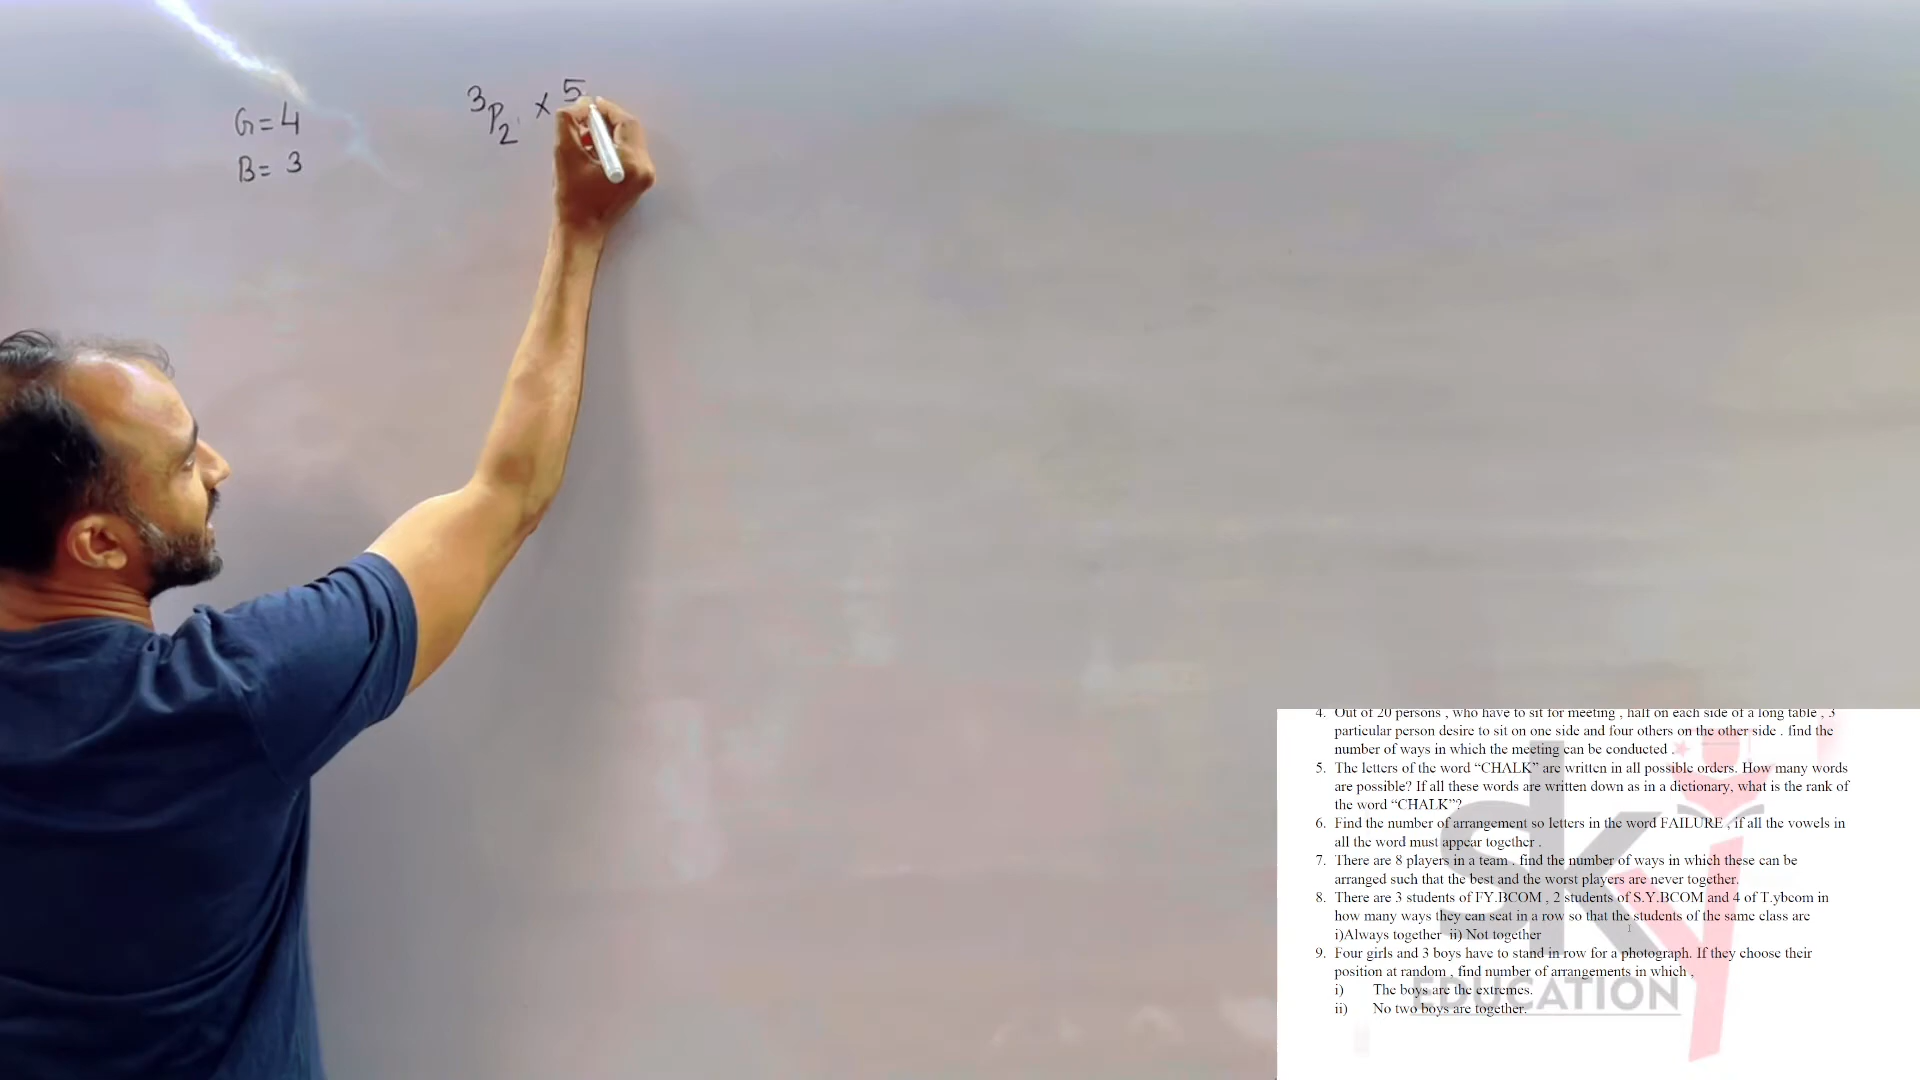 G = 4
B = 3
³P₂ × 5
4. Out of 20 persons , who have to sit for meeting , half on each side of a long table , 3
particular person desire to sit on one side and four others on the other side . find the
number of ways in which the meeting can be conducted .
5. The letters of the word “CHALK” are written in all possible orders. How many words
are possible? If all these words are written down as in a dictionary, what is the rank of
the word “CHALK”?
6. Find the number of arrangement so letters in the word FAILURE , if all the vowels in
all the word must appear together .
7. There are 8 players in a team . find the number of ways in which these can be
arranged such that the best and the worst players are never together.
8. There are 3 students of FY.BCOM , 2 students of S.Y.BCOM and 4 of T.ybcom in
how many ways they can seat in a row so that the students of the same class are
i)Always together ii) Not together
9. Four girls and 3 boys have to stand in row for a photograph. If they choose their
position at random , find number of arrangements in which ,
i) The boys are the extremes.
ii) No two boys are together.
sky
EDUCATION